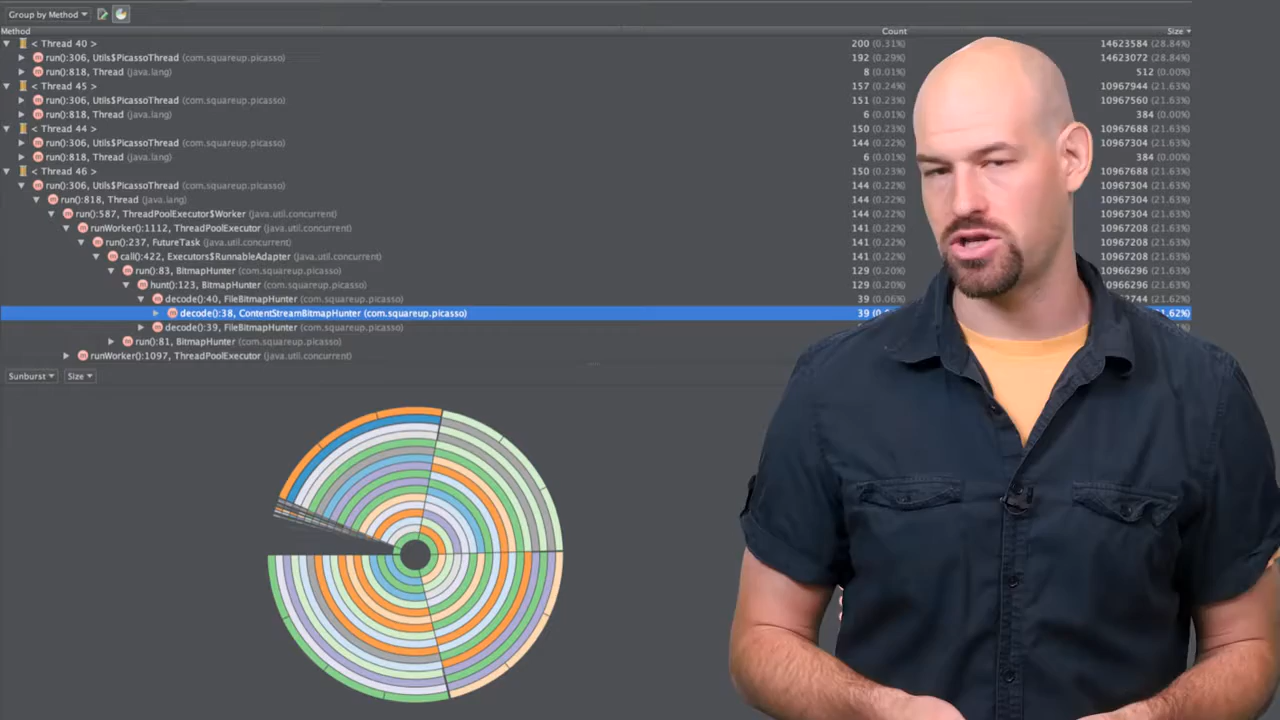 Group by Method
Method Count Size
< Thread 40 > 200 (0.31%) 14623584 (28.84%)
run():306, Utils$PicassoThread (com.squareup.picasso) 192 (0.29%) 14623072 (28.84%)
run():818, Thread (java.lang) 8 (0.01%) 512 (0.00%)
< Thread 45 > 157 (0.24%) 10967944 (21.63%)
run():306, Utils$PicassoThread (com.squareup.picasso) 151 (0.23%) 10967560 (21.63%)
run():818, Thread (java.lang) 6 (0.01%) 384 (0.00%)
< Thread 44 > 150 (0.23%) 10967688 (21.63%)
run():306, Utils$PicassoThread (com.squareup.picasso) 144 (0.22%) 10967304 (21.63%)
run():818, Thread (java.lang) 6 (0.01%) 384 (0.00%)
< Thread 46 > 150 (0.23%) 10967688 (21.63%)
run():306, Utils$PicassoThread (com.squareup.picasso) 144 (0.22%) 10967304 (21.63%)
run():818, Thread (java.lang) 144 (0.22%) 10967304 (21.63%)
run():587, ThreadPoolExecutor$Worker (java.util.concurrent) 144 (0.22%) 10967304 (21.63%)
runWorker():1112, ThreadPoolExecutor (java.util.concurrent) 141 (0.22%) 10967208 (21.63%)
run():237, FutureTask (java.util.concurrent) 141 (0.22%) 10967208 (21.63%)
call():422, Executors$RunnableAdapter (java.util.concurrent) 141 (0.22%) 10967208 (21.63%)
run():83, BitmapHunter (com.squareup.picasso) 129 (0.20%) 10966296 (21.63%)
hunt():123, BitmapHunter (com.squareup.picasso) 129 (0.20%) 10966296 (21.63%)
decode():40, FileBitmapHunter (com.squareup.picasso) 39 (0.06%) 2744 (21.62%)
decode():38, ContentStreamBitmapHunter (com.squareup.picasso) 39
decode():39, FileBitmapHunter (com.squareup.picasso)
run():81, BitmapHunter (com.squareup.picasso)
runWorker():1097, ThreadPoolExecutor (java.util.concurrent)
Sunburst Size